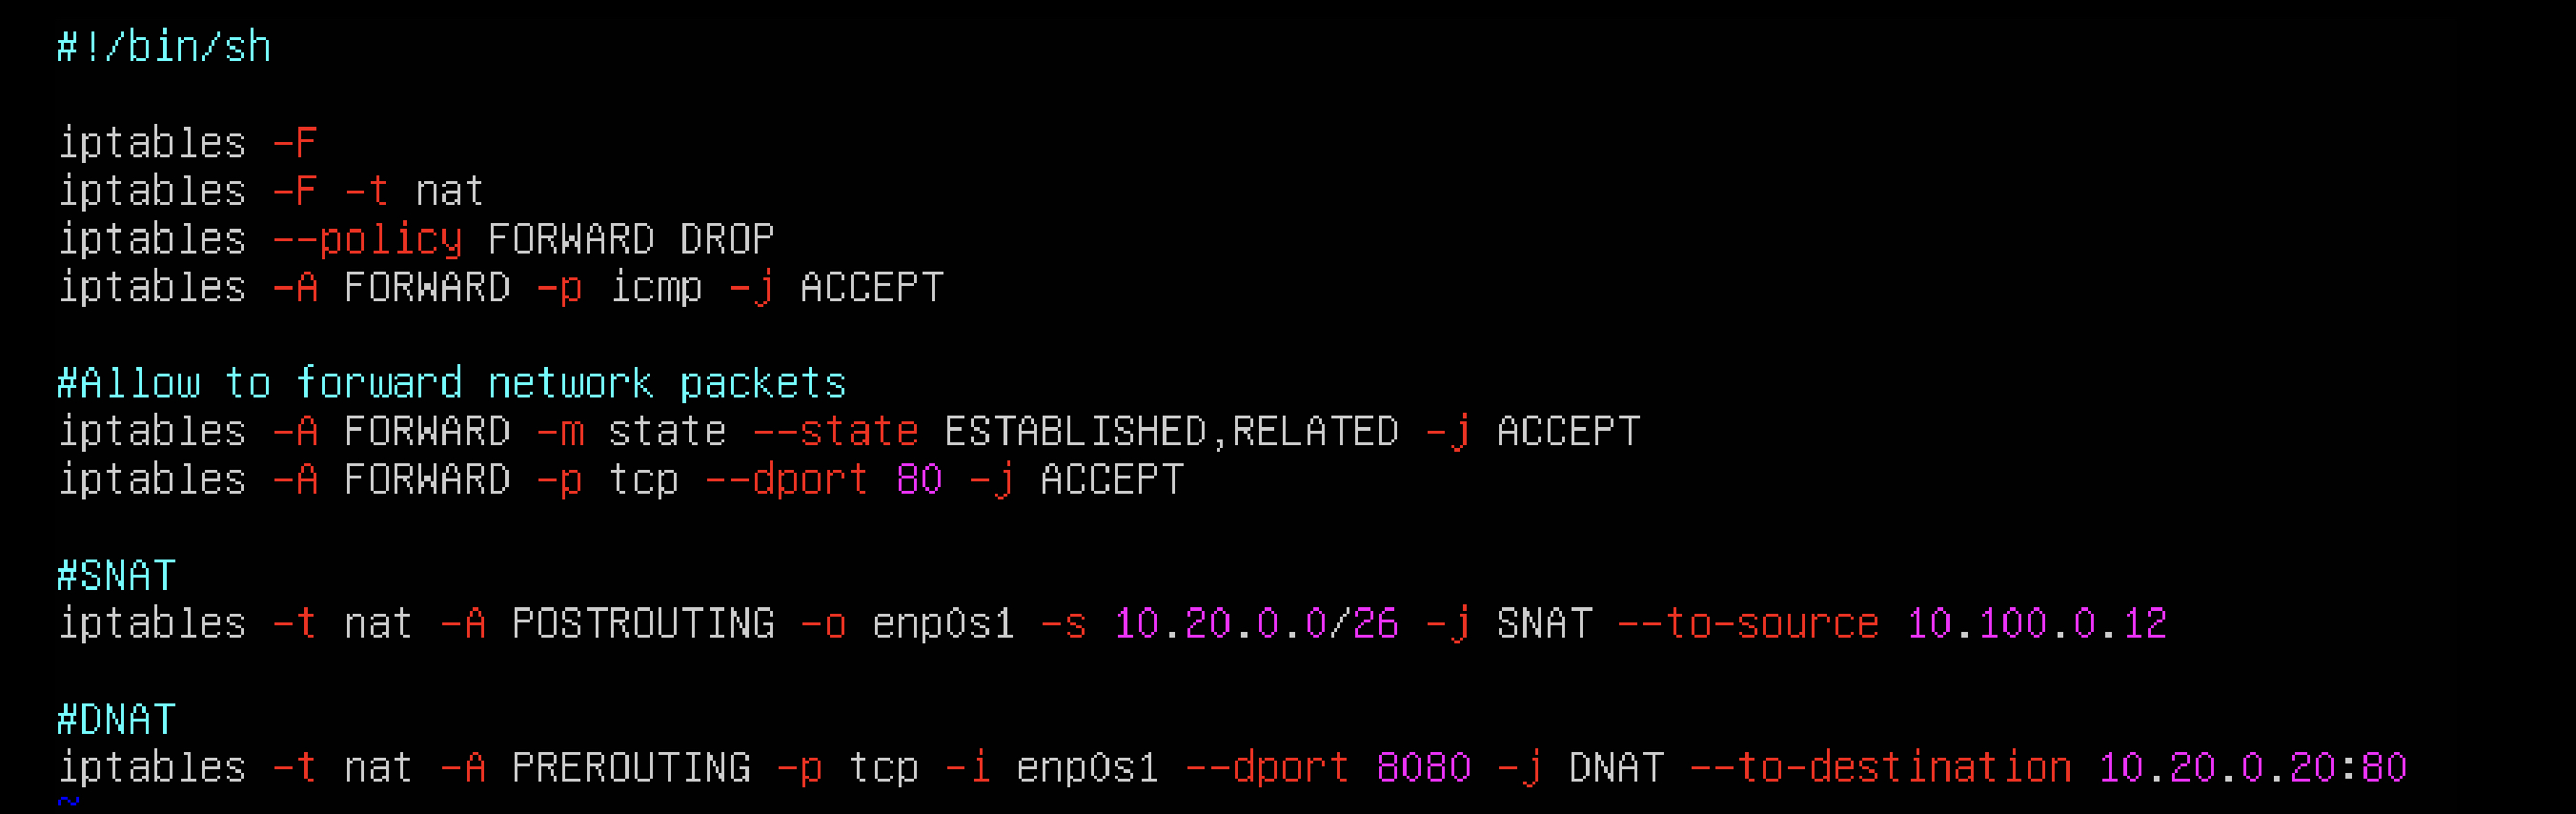 #!/bin/sh
iptables -F
iptables -F -t nat
iptables --policy FORWARD DROP
iptables -A FORWARD -p icmp -j ACCEPT
#Allow to forward network packets
iptables -A FORWARD -m state --state ESTABLISHED,RELATED -j ACCEPT
iptables -A FORWARD -p tcp --dport 80 -j ACCEPT
#SNAT
iptables -t nat -A POSTROUTING -o enp0s1 -s 10.20.0.0/26 -j SNAT --to-source 10.100.0.12
#DNAT
iptables -t nat -A PREROUTING -p tcp -i enp0s1 --dport 8080 -j DNAT --to-destination 10.20.0.20:80
~